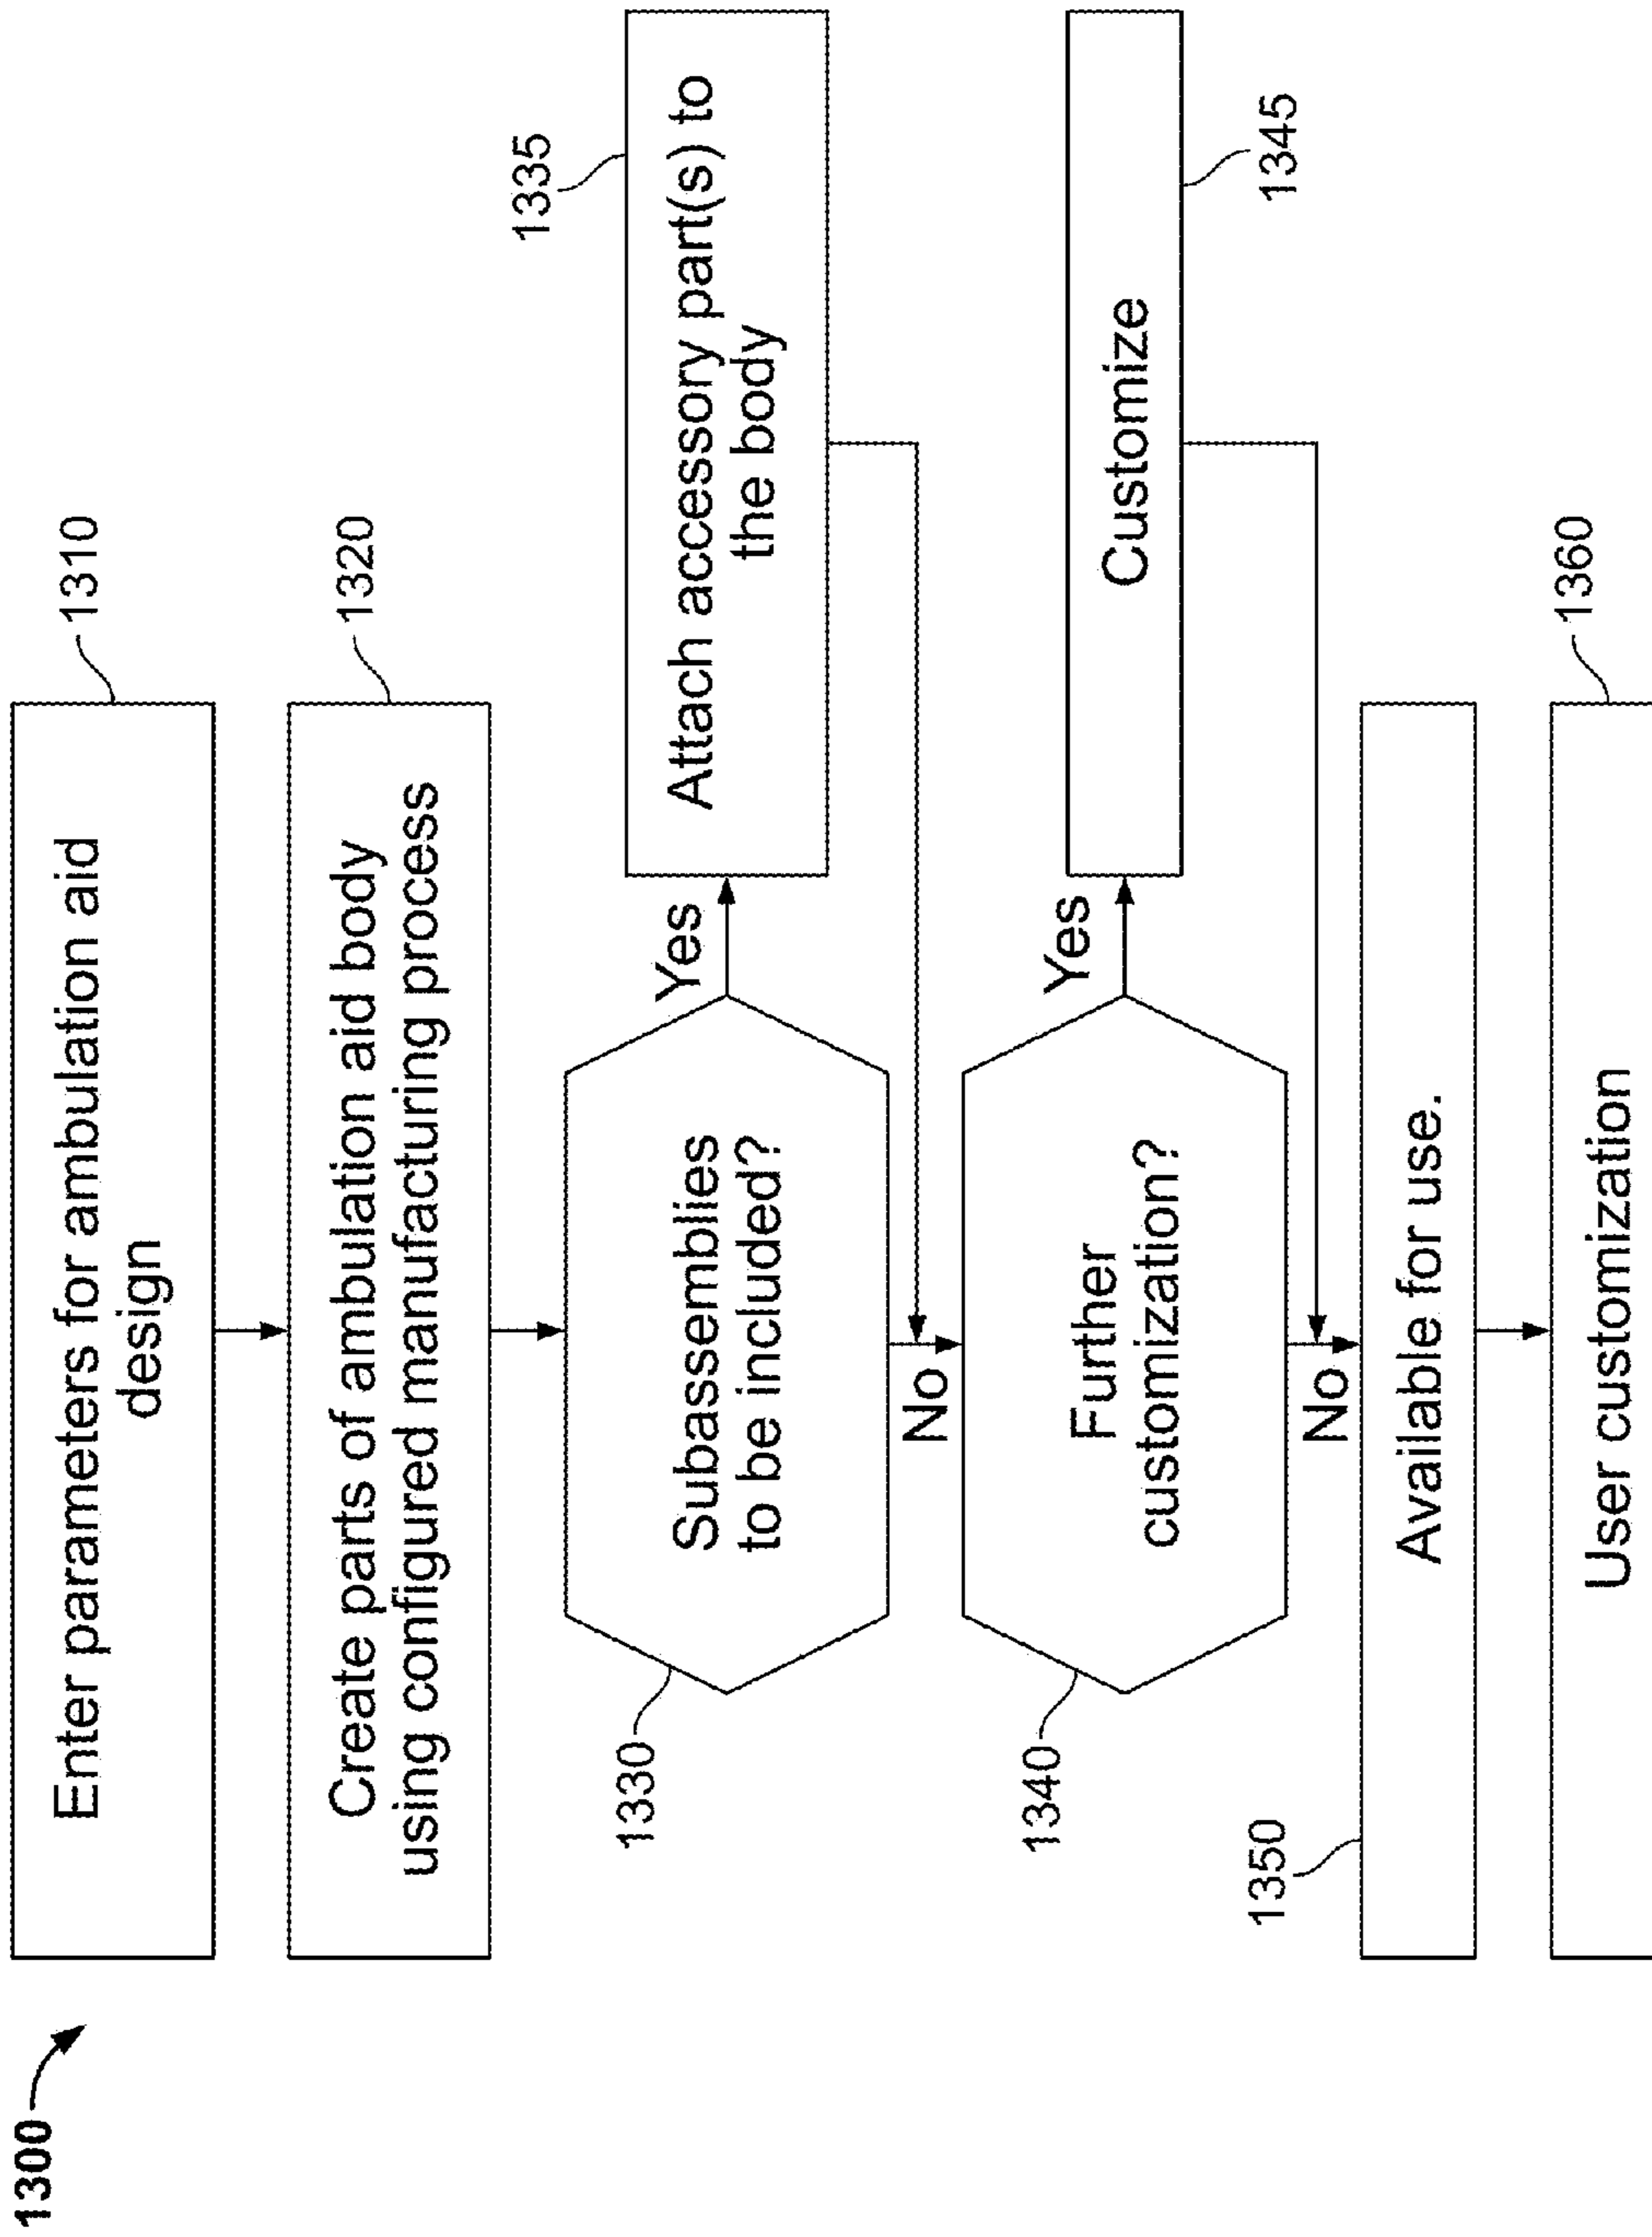 1300
Enter parameters for ambulation aid
design
1310
Create parts of ambulation aid body
using configured manufacturing process
1320
Subassemblies
to be included?
1330
Yes
Attach accessory part(s) to
the body
1335
No
Further
customization?
1340
Yes
Customize
1345
No
Available for use.
1350
User customization
1360